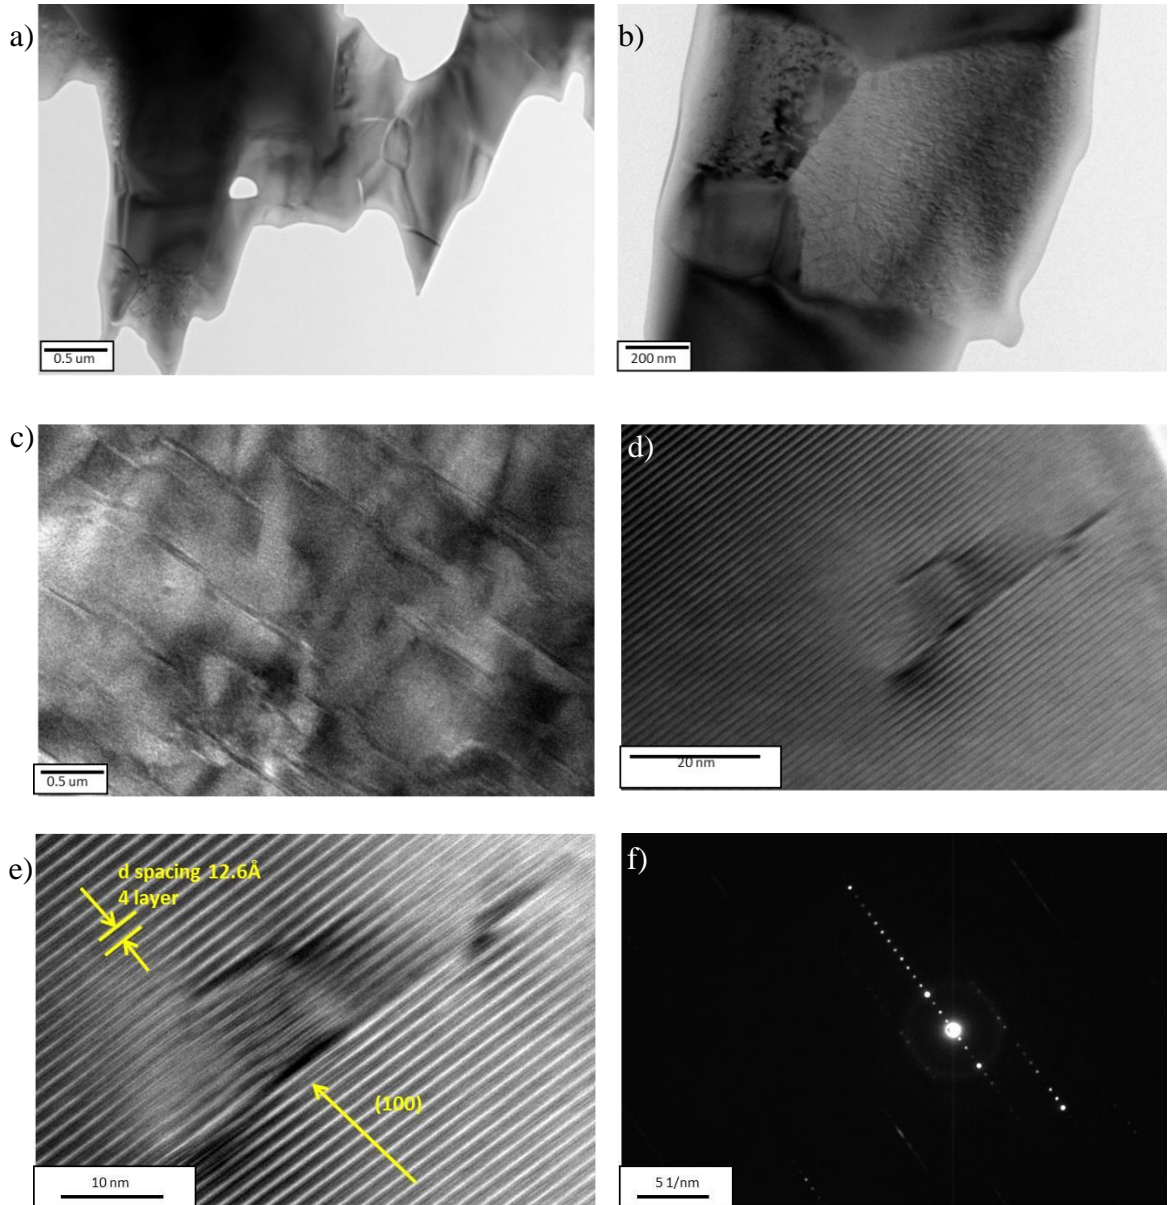 a)
0.5 um
b)
200 nm
c)
0.5 um
d)
20 nm
e)
d spacing 12.6Å
4 layer
(100)
10 nm
f)
5 1/nm